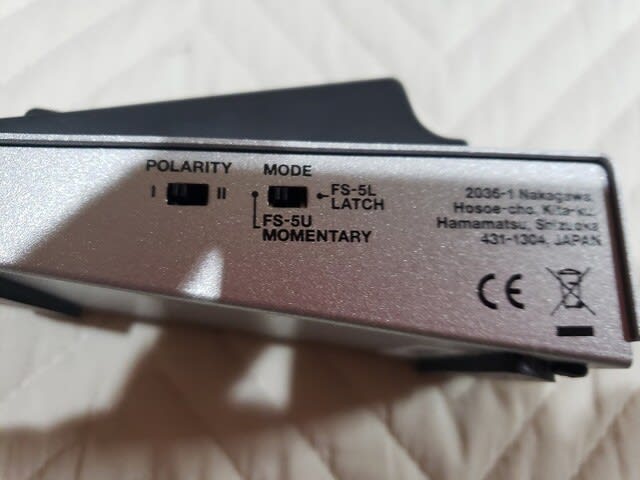 POLARITY
I II
MODE
FS-5L
LATCH
FS-5U
MOMENTARY
2036-1 Nakagawa,
Hosoe-cho, Kita-ku,
Hamamatsu, Shizuoka
431-1304, JAPAN
CE